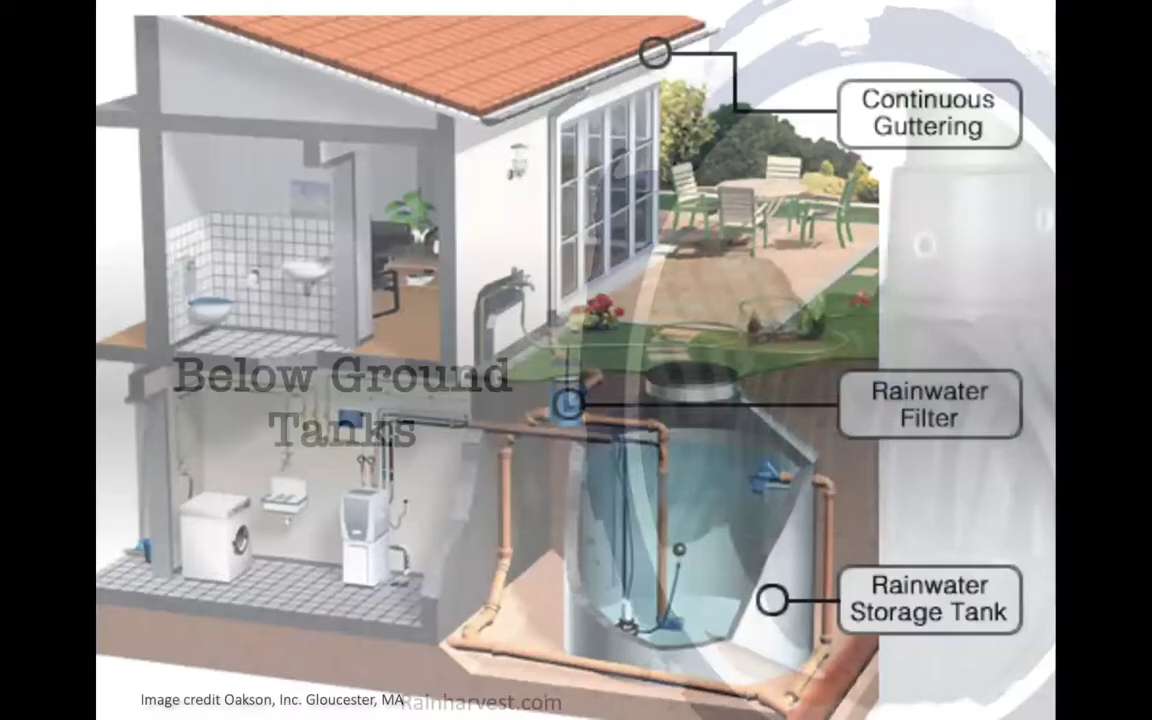 Continuous
Guttering
Below Ground
Tanks
Rainwater
Filter
Rainwater
Storage Tank
Image credit Oakson, Inc. Gloucester, MA
Rainharvest.com